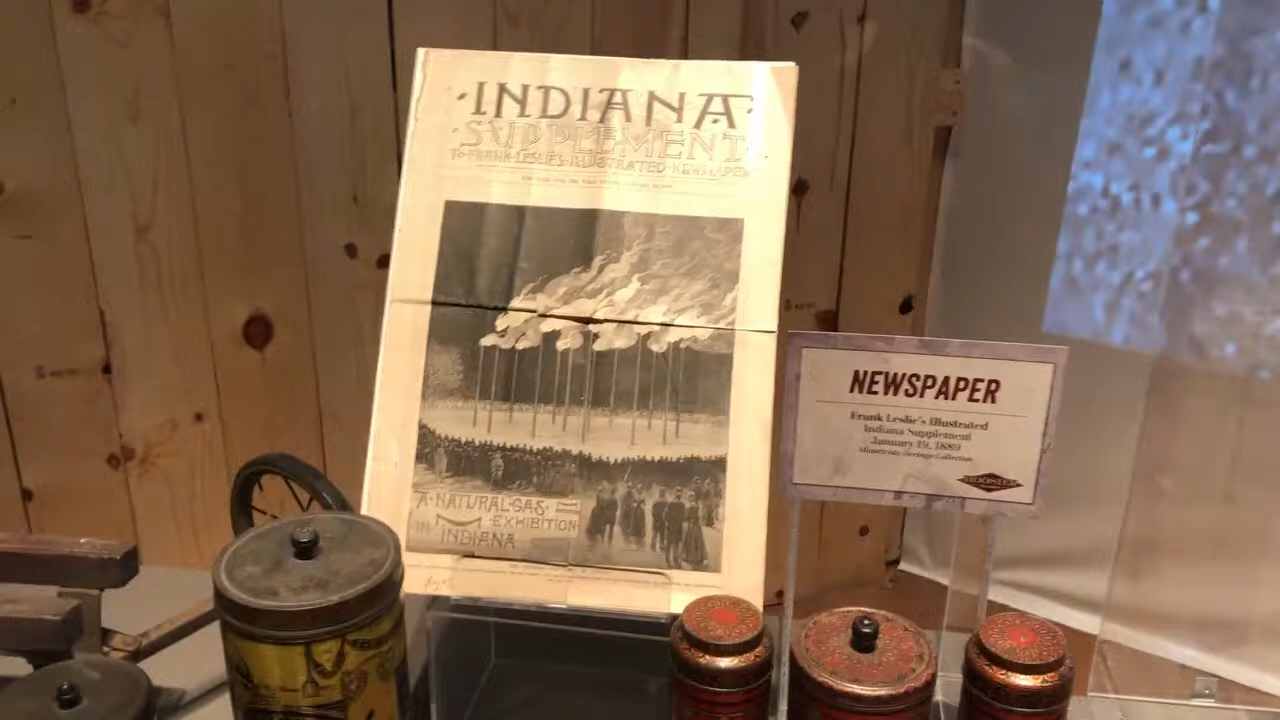 ·INDIANA·
·SUPPLEMENT·
TO·FRANK·LESLIE'S·ILLUSTRATED·NEWSPAPER
A·NATURAL·GAS·
EXHIBITION
IN
INDIANA
NEWSPAPER
Frank Leslie's Illustrated
Indiana Supplement
January 19, 1889
Minnetrista Heritage Collection
HOOSIER